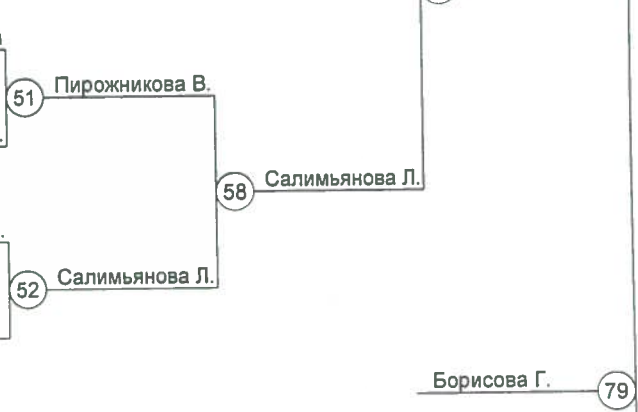 51 Пирожникова В.
58 Салимьянова Л.
52 Салимьянова Л.
Борисова Г. 79